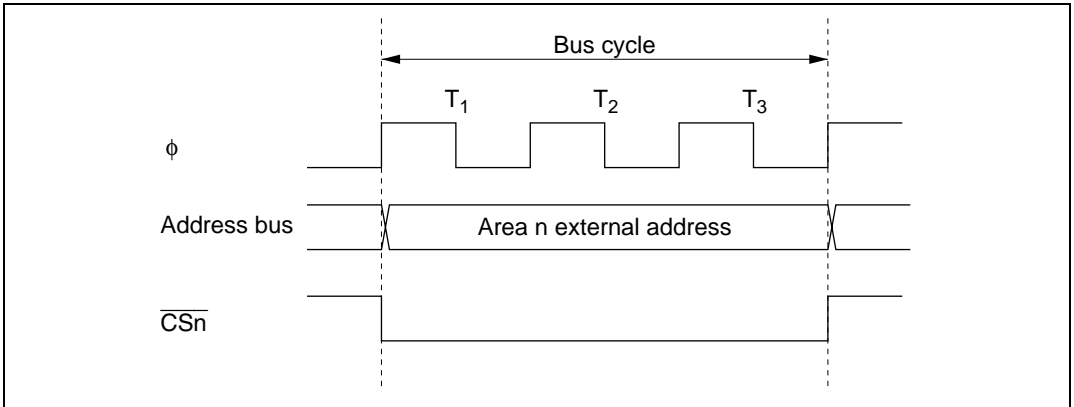 Bus cycle
T1 T2 T3
ϕ
Address bus Area n external address
CSn